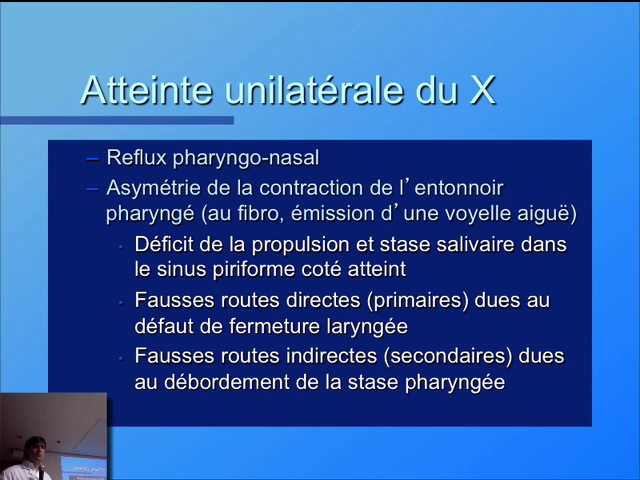 Atteinte unilatérale du X
– Reflux pharyngo-nasal
– Asymétrie de la contraction de l’entonnoir
pharyngé (au fibro, émission d’une voyelle aiguë)
• Déficit de la propulsion et stase salivaire dans
le sinus piriforme coté atteint
• Fausses routes directes (primaires) dues au
défaut de fermeture laryngée
• Fausses routes indirectes (secondaires) dues
au débordement de la stase pharyngée